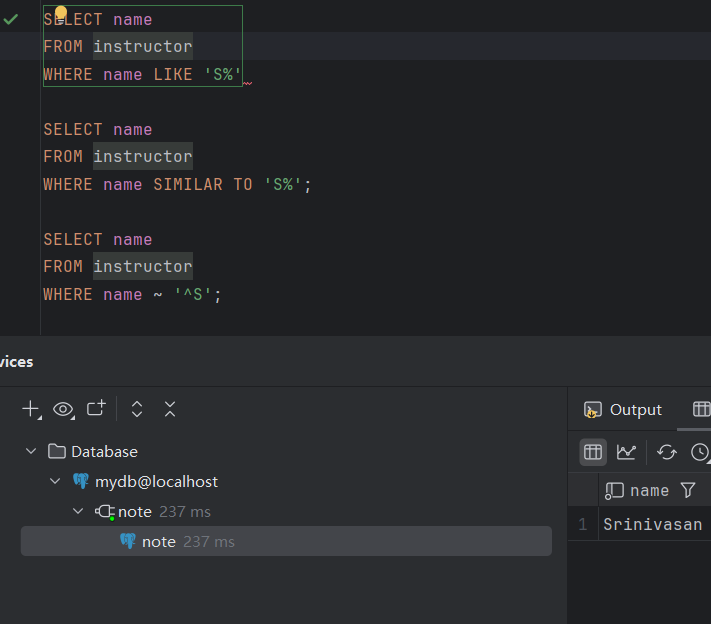 SELECT name
FROM instructor
WHERE name LIKE 'S%'
SELECT name
FROM instructor
WHERE name SIMILAR TO 'S%';
SELECT name
FROM instructor
WHERE name ~ '^S';
vices
Output
Database
mydb@localhost
note 237 ms
note 237 ms
name
1 Srinivasan